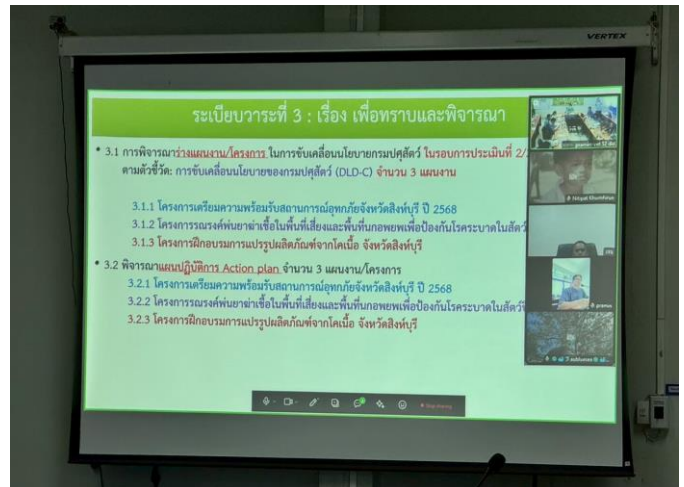 VERTEX
ระเบียบวาระที่ 3 : เรื่อง เพื่อทราบและพิจารณา
• 3.1 การพิจารณาร่างแผนงาน/โครงการ ในการขับเคลื่อนนโยบายกรมปศุสัตว์ ในรอบการประเมินที่ 2/
ตามตัวชี้วัด: การขับเคลื่อนนโยบายของกรมปศุสัตว์ (DLD-C) จำนวน 3 แผนงาน
3.1.1 โครงการเตรียมความพร้อมรับสถานการณ์อุทกภัยจังหวัดสิงห์บุรี ปี 2568
3.1.2 โครงการรณรงค์พ่นยาฆ่าเชื้อในพื้นที่เสี่ยงและพื้นที่นกอพยพเพื่อป้องกันโรคระบาดในสัตว์
3.1.3 โครงการฝึกอบรมการแปรรูปผลิตภัณฑ์จากโคเนื้อ จังหวัดสิงห์บุรี
• 3.2 พิจารณาแผนปฏิบัติการ Action plan จำนวน 3 แผนงาน/โครงการ
3.2.1 โครงการเตรียมความพร้อมรับสถานการณ์อุทกภัยจังหวัดสิงห์บุรี ปี 2568
3.2.2 โครงการรณรงค์พ่นยาฆ่าเชื้อในพื้นที่เสี่ยงและพื้นที่นกอพยพเพื่อป้องกันโรคระบาดในสัตว์
3.2.3 โครงการฝึกอบรมการแปรรูปผลิตภัณฑ์จากโคเนื้อ จังหวัดสิงห์บุรี